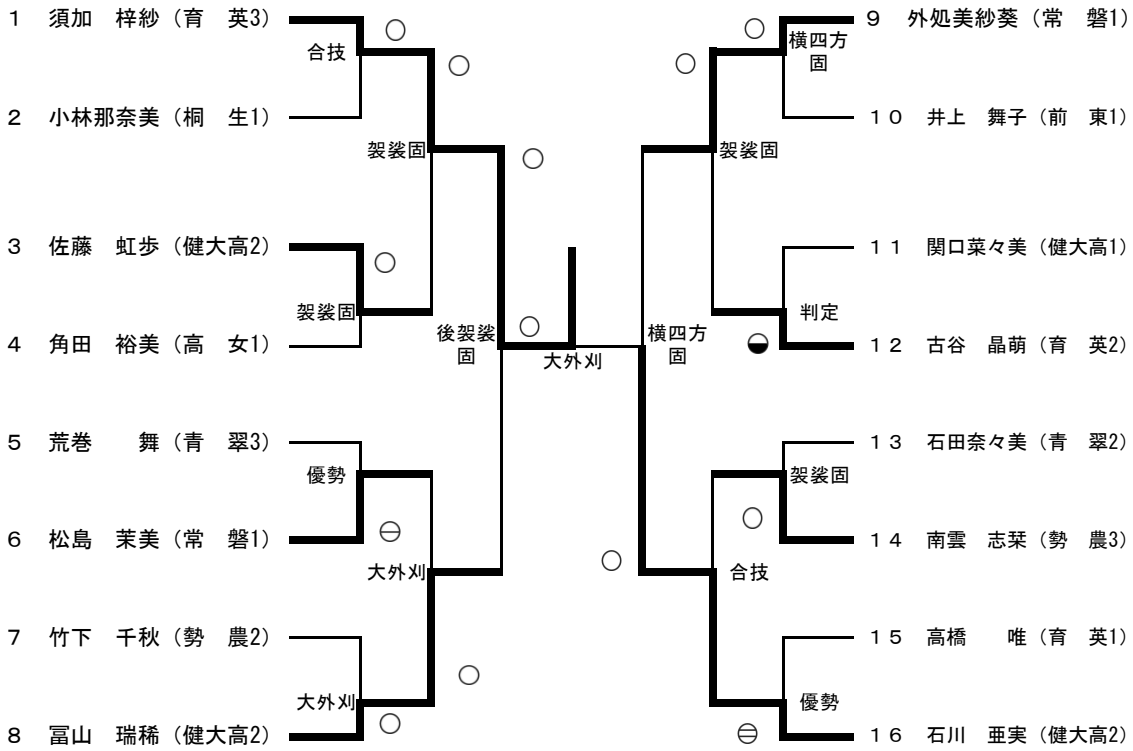 1 須加 梓紗（育 英3）
合技
2 小林那奈美（桐 生1）
袈裟固
3 佐藤 虹歩（健大高2）
袈裟固
4 角田 裕美（高 女1）
後袈裟
固
5 荒巻 舞（青 翠3）
優勢
6 松島 茉美（常 磐1）
大外刈
7 竹下 千秋（勢 農2）
大外刈
8 冨山 瑞稀（健大高2）
大外刈
9 外処美紗葵（常 磐1）
横四方
固
10 井上 舞子（前 東1）
袈裟固
11 関口菜々美（健大高1）
判定
12 古谷 晶萌（育 英2）
横四方
固
13 石田奈々美（青 翠2）
袈裟固
14 南雲 志栞（勢 農3）
合技
15 高橋 唯（育 英1）
優勢
16 石川 亜実（健大高2）